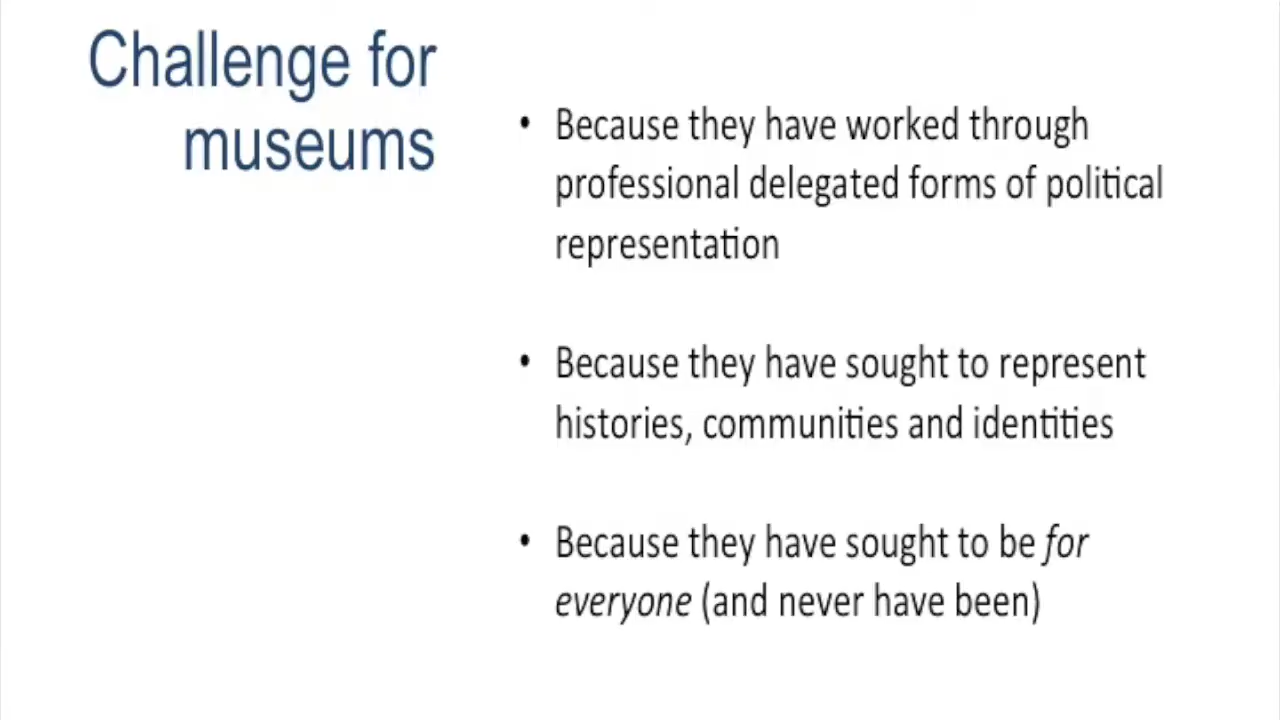 Challenge for
museums
• Because they have worked through
professional delegated forms of political
representation
• Because they have sought to represent
histories, communities and identities
• Because they have sought to be for
everyone (and never have been)